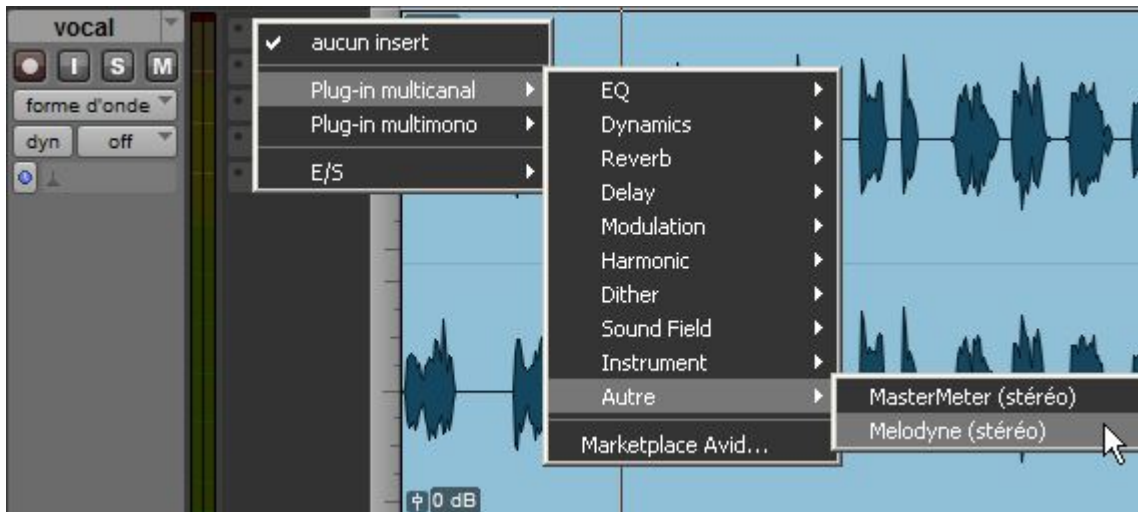 vocal
I S M
forme d'onde
dyn off
aucun insert
Plug-in multicanal
Plug-in multimono
E/S
EQ
Dynamics
Reverb
Delay
Modulation
Harmonic
Dither
Sound Field
Instrument
Autre
Marketplace Avid...
MasterMeter (stéréo)
Melodyne (stéréo)
0 dB